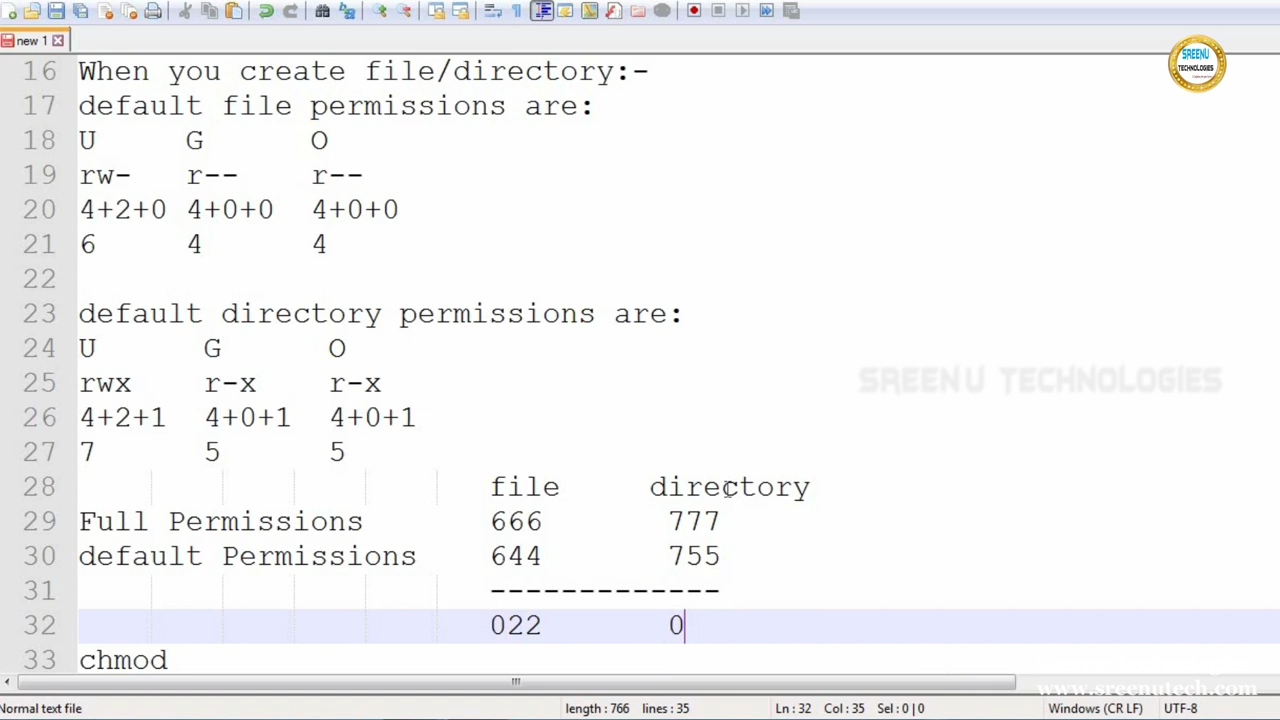 new 1
SREENU
TECHNOLOGIES
16 When you create file/directory:-
17 default file permissions are:
18 U G O
19 rw- r-- r--
20 4+2+0 4+0+0 4+0+0
21 6 4 4
22
23 default directory permissions are:
24 U G O
25 rwx r-x r-x
SREENU TECHNOLOGIES
26 4+2+1 4+0+1 4+0+1
27 7 5 5
28 file directory
29 Full Permissions 666 777
30 default Permissions 644 755
31 -------------
32 022 0
33 chmod
www.sreenutech.com
Normal text file length : 766 lines : 35 Ln : 32 Col : 35 Sel : 0 | 0 Windows (CR LF) UTF-8